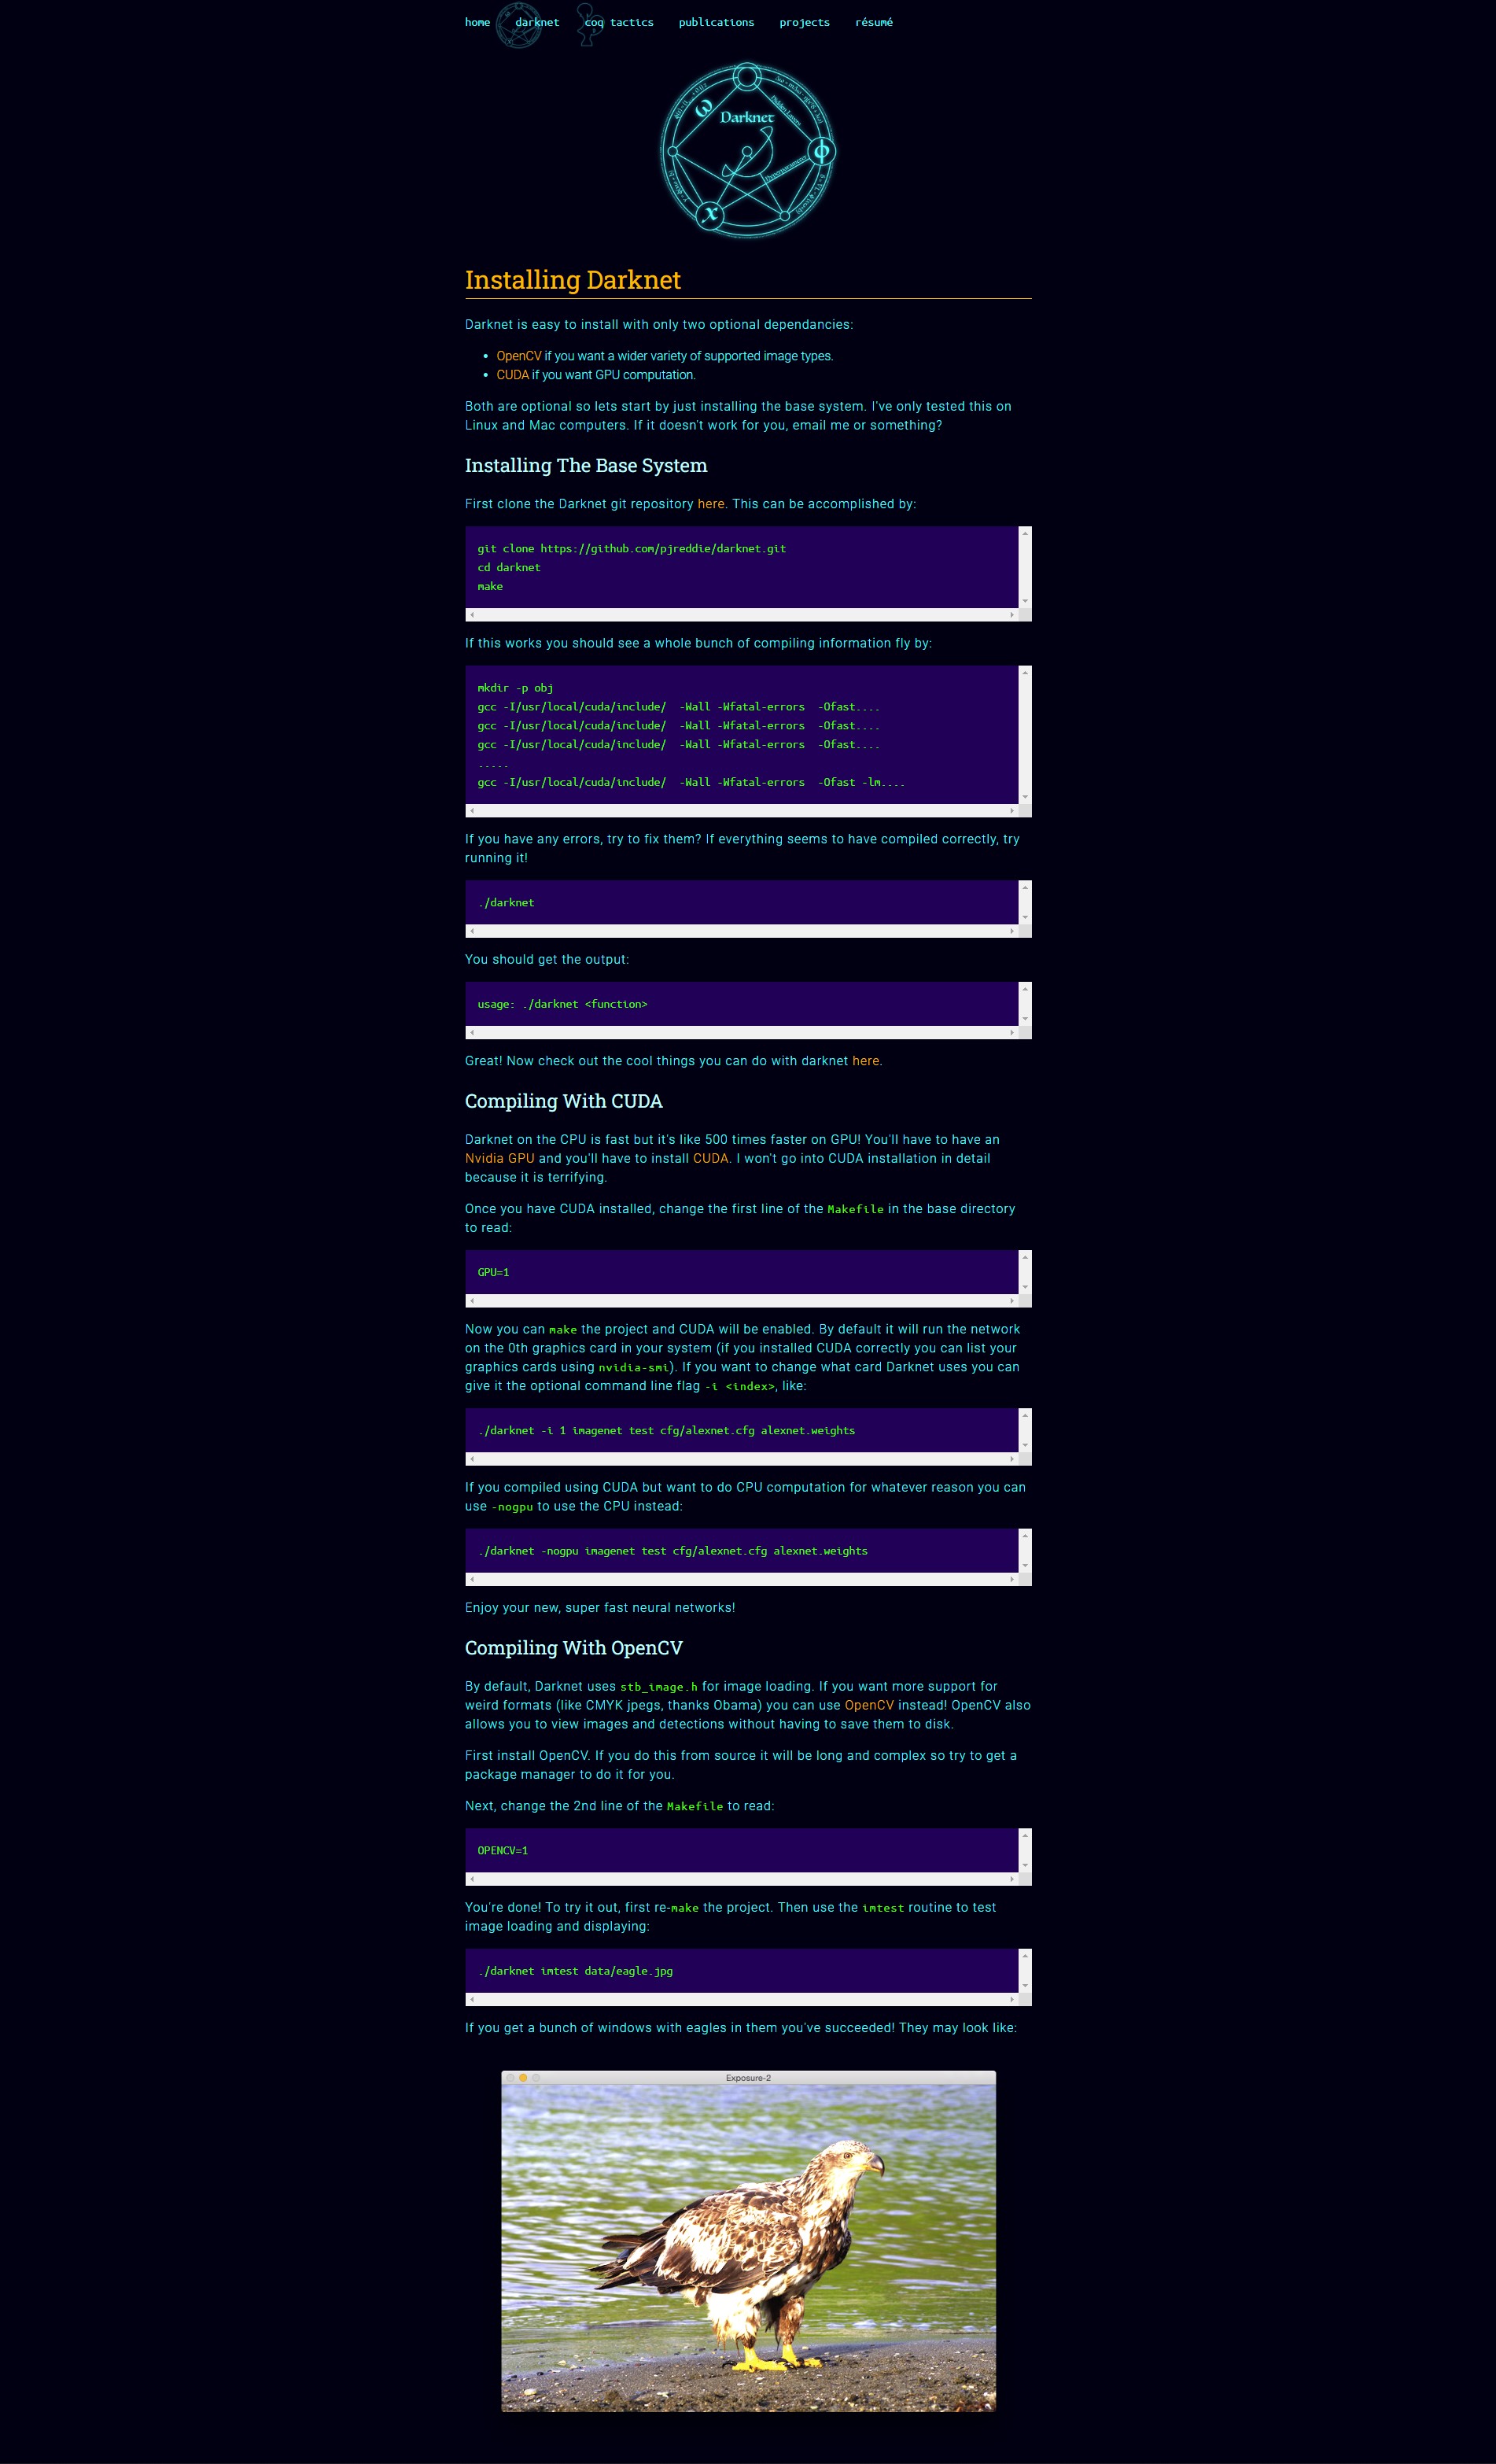 home darknet coq tactics publications projects résumé
Darknet
Hidden Layers
Hyperparameter
ω
ϕ
x
Installing Darknet
Darknet is easy to install with only two optional dependancies:
• OpenCV if you want a wider variety of supported image types.
• CUDA if you want GPU computation.
Both are optional so lets start by just installing the base system. I've only tested this on
Linux and Mac computers. If it doesn't work for you, email me or something?
Installing The Base System
First clone the Darknet git repository here. This can be accomplished by:
git clone https://github.com/pjreddie/darknet.git
cd darknet
make
If this works you should see a whole bunch of compiling information fly by:
mkdir -p obj
gcc -I/usr/local/cuda/include/  -Wall -Wfatal-errors  -Ofast....
gcc -I/usr/local/cuda/include/  -Wall -Wfatal-errors  -Ofast....
gcc -I/usr/local/cuda/include/  -Wall -Wfatal-errors  -Ofast....
.....
gcc -I/usr/local/cuda/include/  -Wall -Wfatal-errors  -Ofast -lm....
If you have any errors, try to fix them? If everything seems to have compiled correctly, try
running it!
./darknet
You should get the output:
usage: ./darknet <function>
Great! Now check out the cool things you can do with darknet here.
Compiling With CUDA
Darknet on the CPU is fast but it's like 500 times faster on GPU! You'll have to have an
Nvidia GPU and you'll have to install CUDA. I won't go into CUDA installation in detail
because it is terrifying.
Once you have CUDA installed, change the first line of the Makefile in the base directory
to read:
GPU=1
Now you can make the project and CUDA will be enabled. By default it will run the network
on the 0th graphics card in your system (if you installed CUDA correctly you can list your
graphics cards using nvidia-smi). If you want to change what card Darknet uses you can
give it the optional command line flag -i <index>, like:
./darknet -i 1 imagenet test cfg/alexnet.cfg alexnet.weights
If you compiled using CUDA but want to do CPU computation for whatever reason you can
use -nogpu to use the CPU instead:
./darknet -nogpu imagenet test cfg/alexnet.cfg alexnet.weights
Enjoy your new, super fast neural networks!
Compiling With OpenCV
By default, Darknet uses stb_image.h for image loading. If you want more support for
weird formats (like CMYK jpegs, thanks Obama) you can use OpenCV instead! OpenCV also
allows you to view images and detections without having to save them to disk.
First install OpenCV. If you do this from source it will be long and complex so try to get a
package manager to do it for you.
Next, change the 2nd line of the Makefile to read:
OPENCV=1
You're done! To try it out, first re-make the project. Then use the imtest routine to test
image loading and displaying:
./darknet imtest data/eagle.jpg
If you get a bunch of windows with eagles in them you've succeeded! They may look like:
Exposure-2